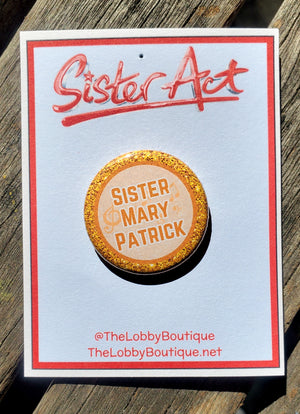 Sister Act
SISTER
MARY
PATRICK
@TheLobbyBoutique
TheLobbyBoutique.net